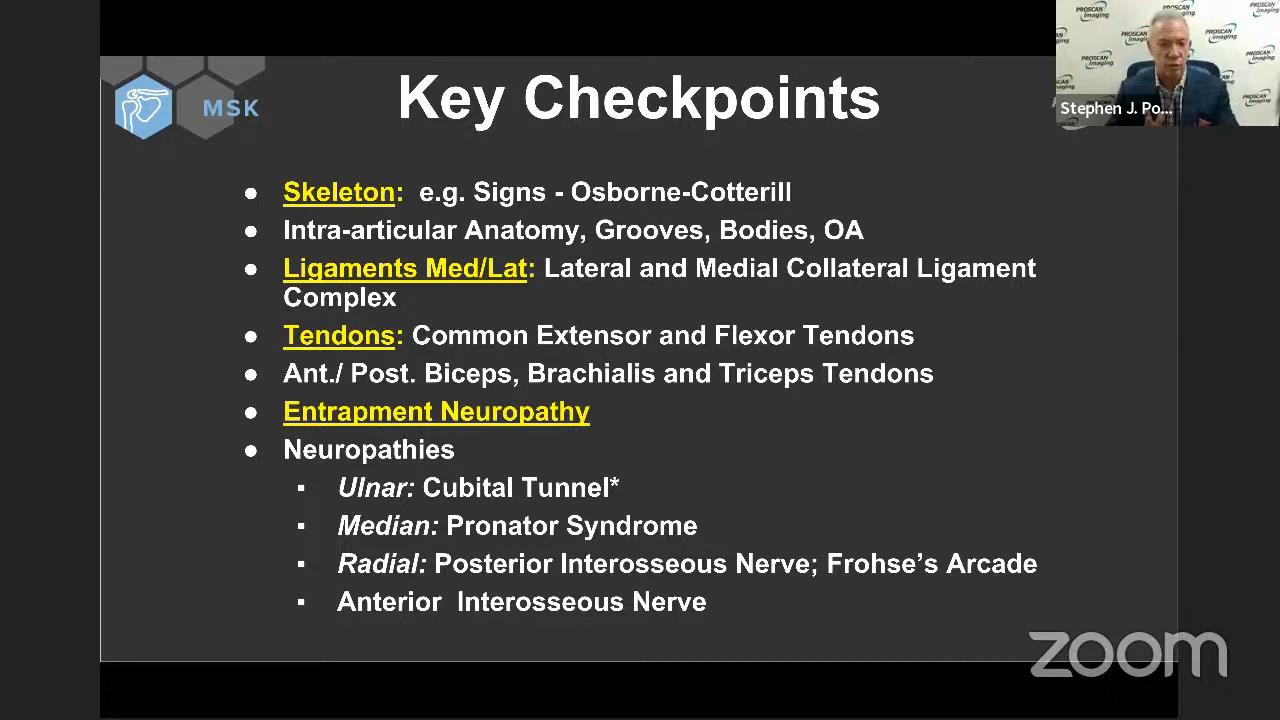 MSK
Key Checkpoints
PROSCAN
imaging
Stephen J. Po...
● Skeleton: e.g. Signs - Osborne-Cotterill
● Intra-articular Anatomy, Grooves, Bodies, OA
● Ligaments Med/Lat: Lateral and Medial Collateral Ligament
Complex
● Tendons: Common Extensor and Flexor Tendons
● Ant./ Post. Biceps, Brachialis and Triceps Tendons
● Entrapment Neuropathy
● Neuropathies
▪ Ulnar: Cubital Tunnel*
▪ Median: Pronator Syndrome
▪ Radial: Posterior Interosseous Nerve; Frohse’s Arcade
▪ Anterior  Interosseous Nerve
zoom